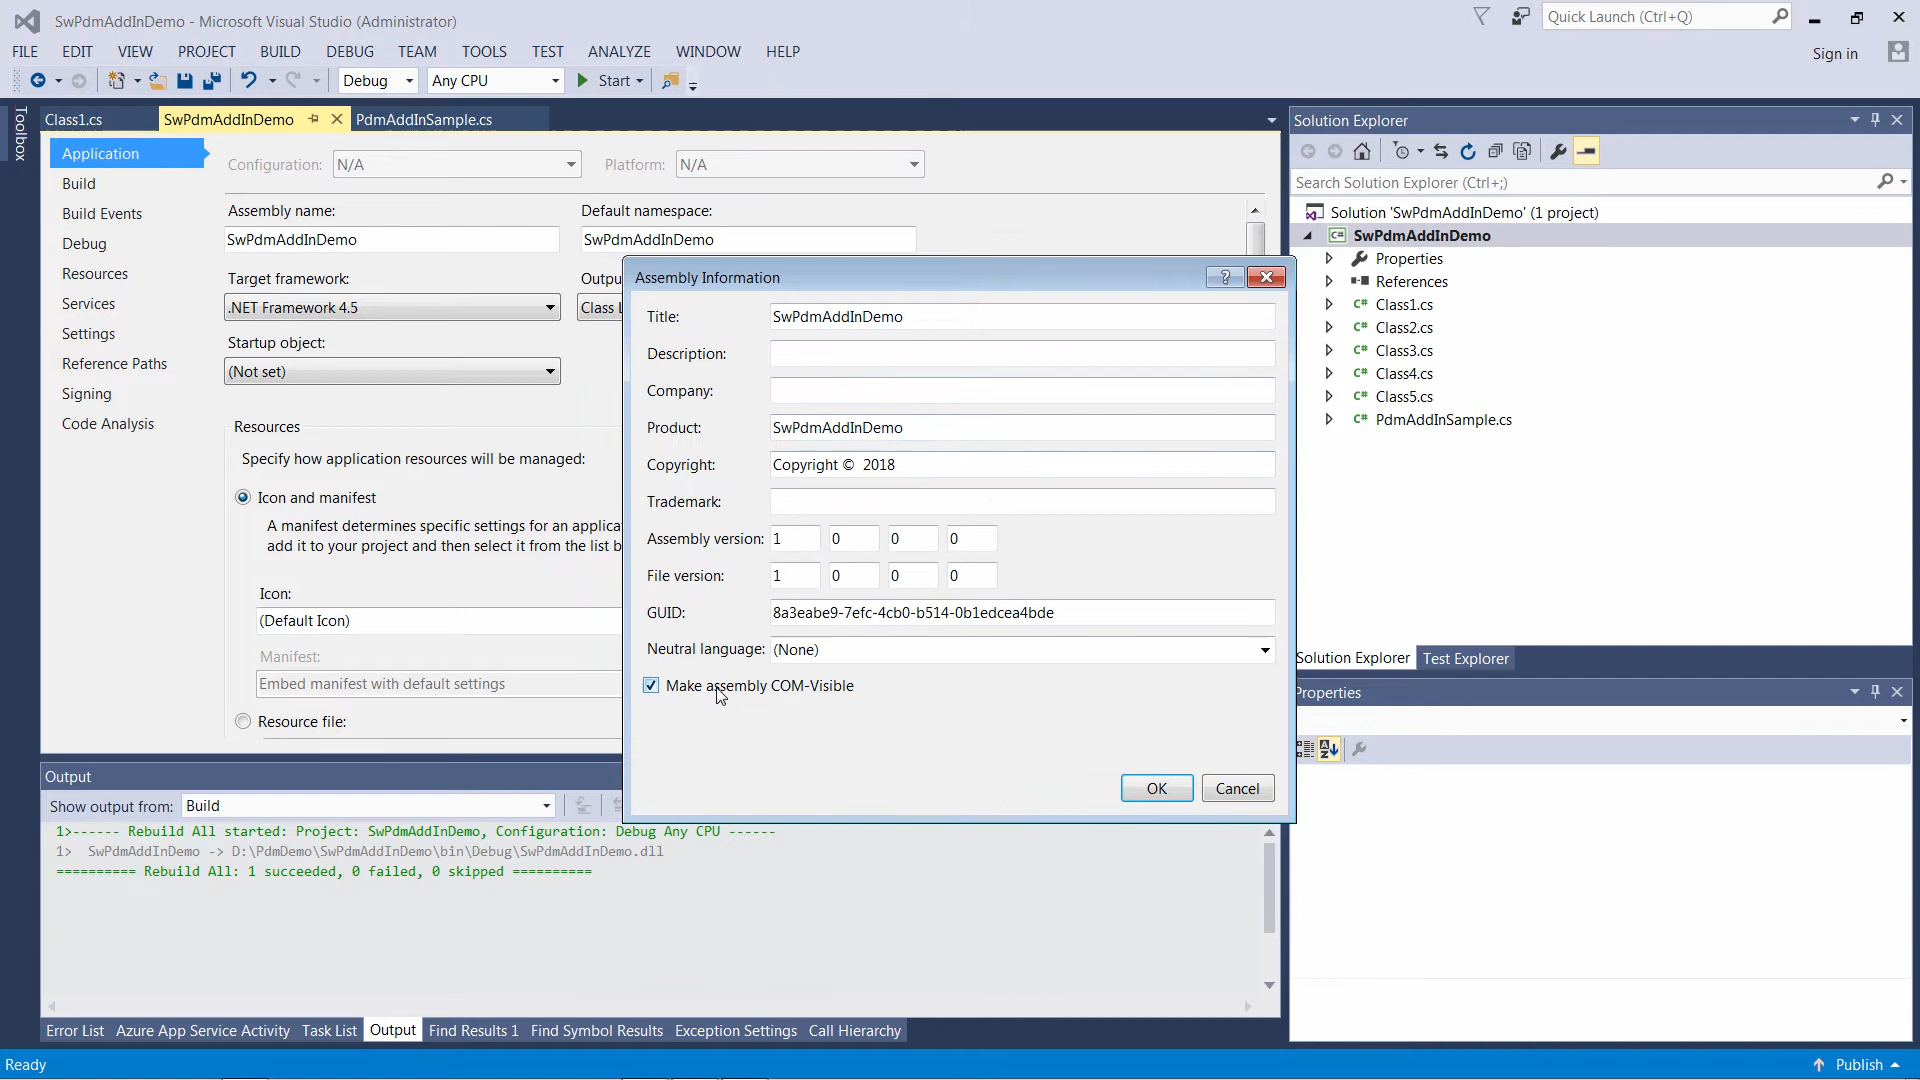 SwPdmAddInDemo - Microsoft Visual Studio (Administrator)
Quick Launch (Ctrl+Q)
FILE EDIT VIEW PROJECT BUILD DEBUG TEAM TOOLS TEST ANALYZE WINDOW HELP
Sign in
Debug Any CPU Start
Toolbox
Class1.cs SwPdmAddInDemo PdmAddInSample.cs
Application
Build
Build Events
Debug
Resources
Services
Settings
Reference Paths
Signing
Code Analysis
Configuration: N/A Platform: N/A
Assembly name: Default namespace:
SwPdmAddInDemo SwPdmAddInDemo
Target framework: Outpu
.NET Framework 4.5 Class L
Startup object:
(Not set)
Resources
Specify how application resources will be managed:
Icon and manifest
A manifest determines specific settings for an applica
add it to your project and then select it from the list b
Icon:
(Default Icon)
Manifest:
Embed manifest with default settings
Resource file:
Assembly Information
?
Title: SwPdmAddInDemo
Description:
Company:
Product: SwPdmAddInDemo
Copyright: Copyright ©  2018
Trademark:
Assembly version: 1 0 0 0
File version: 1 0 0 0
GUID: 8a3eabe9-7efc-4cb0-b514-0b1edcea4bde
Neutral language: (None)
Make assembly COM-Visible
OK Cancel
Solution Explorer
Search Solution Explorer (Ctrl+;)
Solution 'SwPdmAddInDemo' (1 project)
C# SwPdmAddInDemo
Properties
References
C# Class1.cs
C# Class2.cs
C# Class3.cs
C# Class4.cs
C# Class5.cs
C# PdmAddInSample.cs
Solution Explorer Test Explorer
Properties
Output
Show output from: Build
1>------ Rebuild All started: Project: SwPdmAddInDemo, Configuration: Debug Any CPU ------
1>  SwPdmAddInDemo -> D:\PdmDemo\SwPdmAddInDemo\bin\Debug\SwPdmAddInDemo.dll
========== Rebuild All: 1 succeeded, 0 failed, 0 skipped ==========
Error List Azure App Service Activity Task List Output Find Results 1 Find Symbol Results Exception Settings Call Hierarchy
Ready
Publish